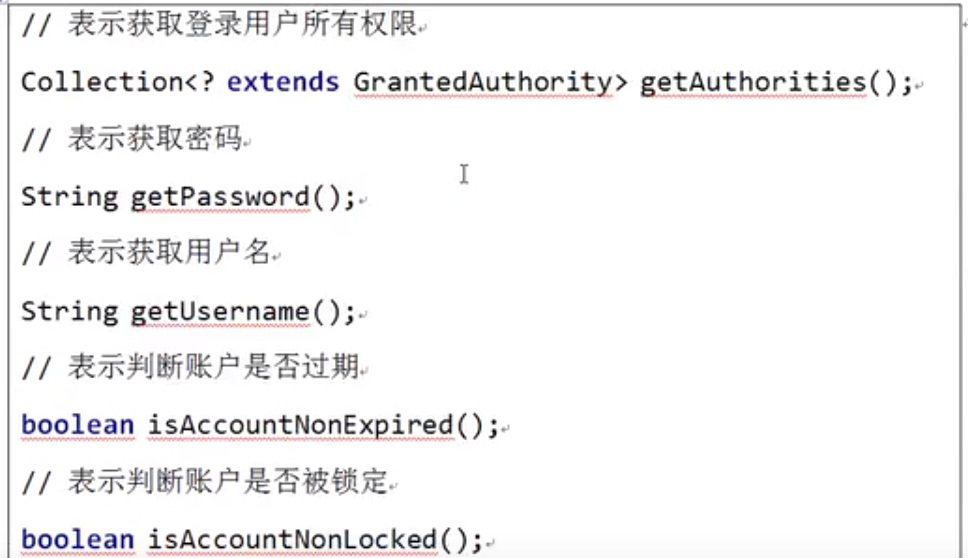 // 表示获取登录用户所有权限
Collection<? extends GrantedAuthority> getAuthorities();
// 表示获取密码
String getPassword();
// 表示获取用户名
String getUsername();
// 表示判断账户是否过期
boolean isAccountNonExpired();
// 表示判断账户是否被锁定
boolean isAccountNonLocked();